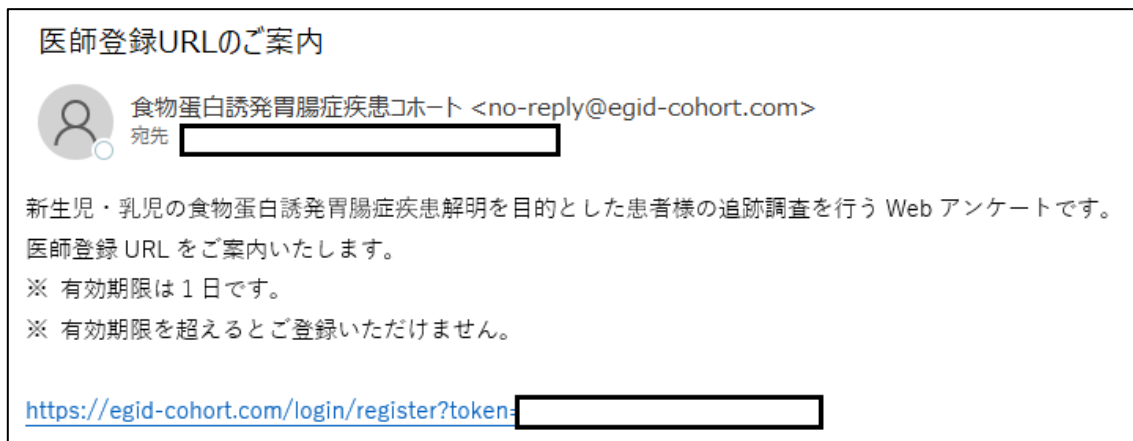 医師登録URLのご案内
食物蛋白誘発胃腸症疾患コホート <no-reply@egid-cohort.com>
宛先
新生児・乳児の食物蛋白誘発胃腸症疾患解明を目的とした患者様の追跡調査を行う Web アンケートです。
医師登録 URL をご案内いたします。
※ 有効期限は 1 日です。
※ 有効期限を超えるとご登録いただけません。
https://egid-cohort.com/login/register?token=